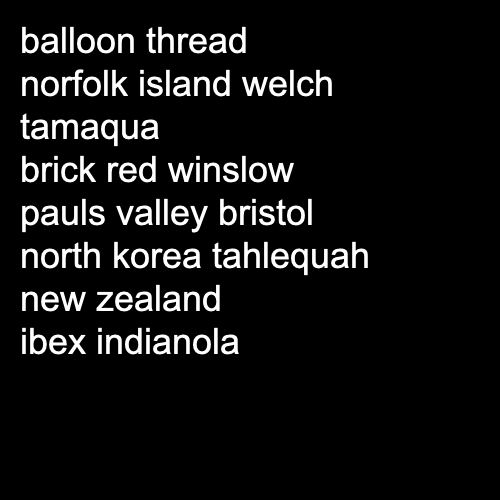 balloon thread
norfolk island welch
tamaqua
brick red winslow
pauls valley bristol
north korea tahlequah
new zealand
ibex indianola